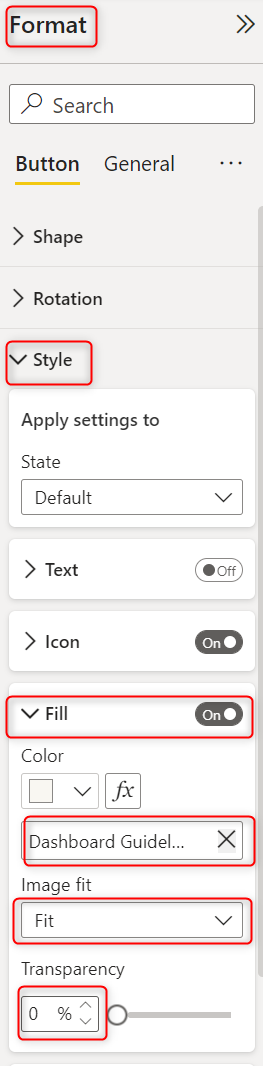 Format
Search
Button General ...
Shape
Rotation
Style
Apply settings to
State
Default
Text Off
Icon On
Fill On
Color
fx
Dashboard Guidel...
Image fit
Fit
Transparency
0 %